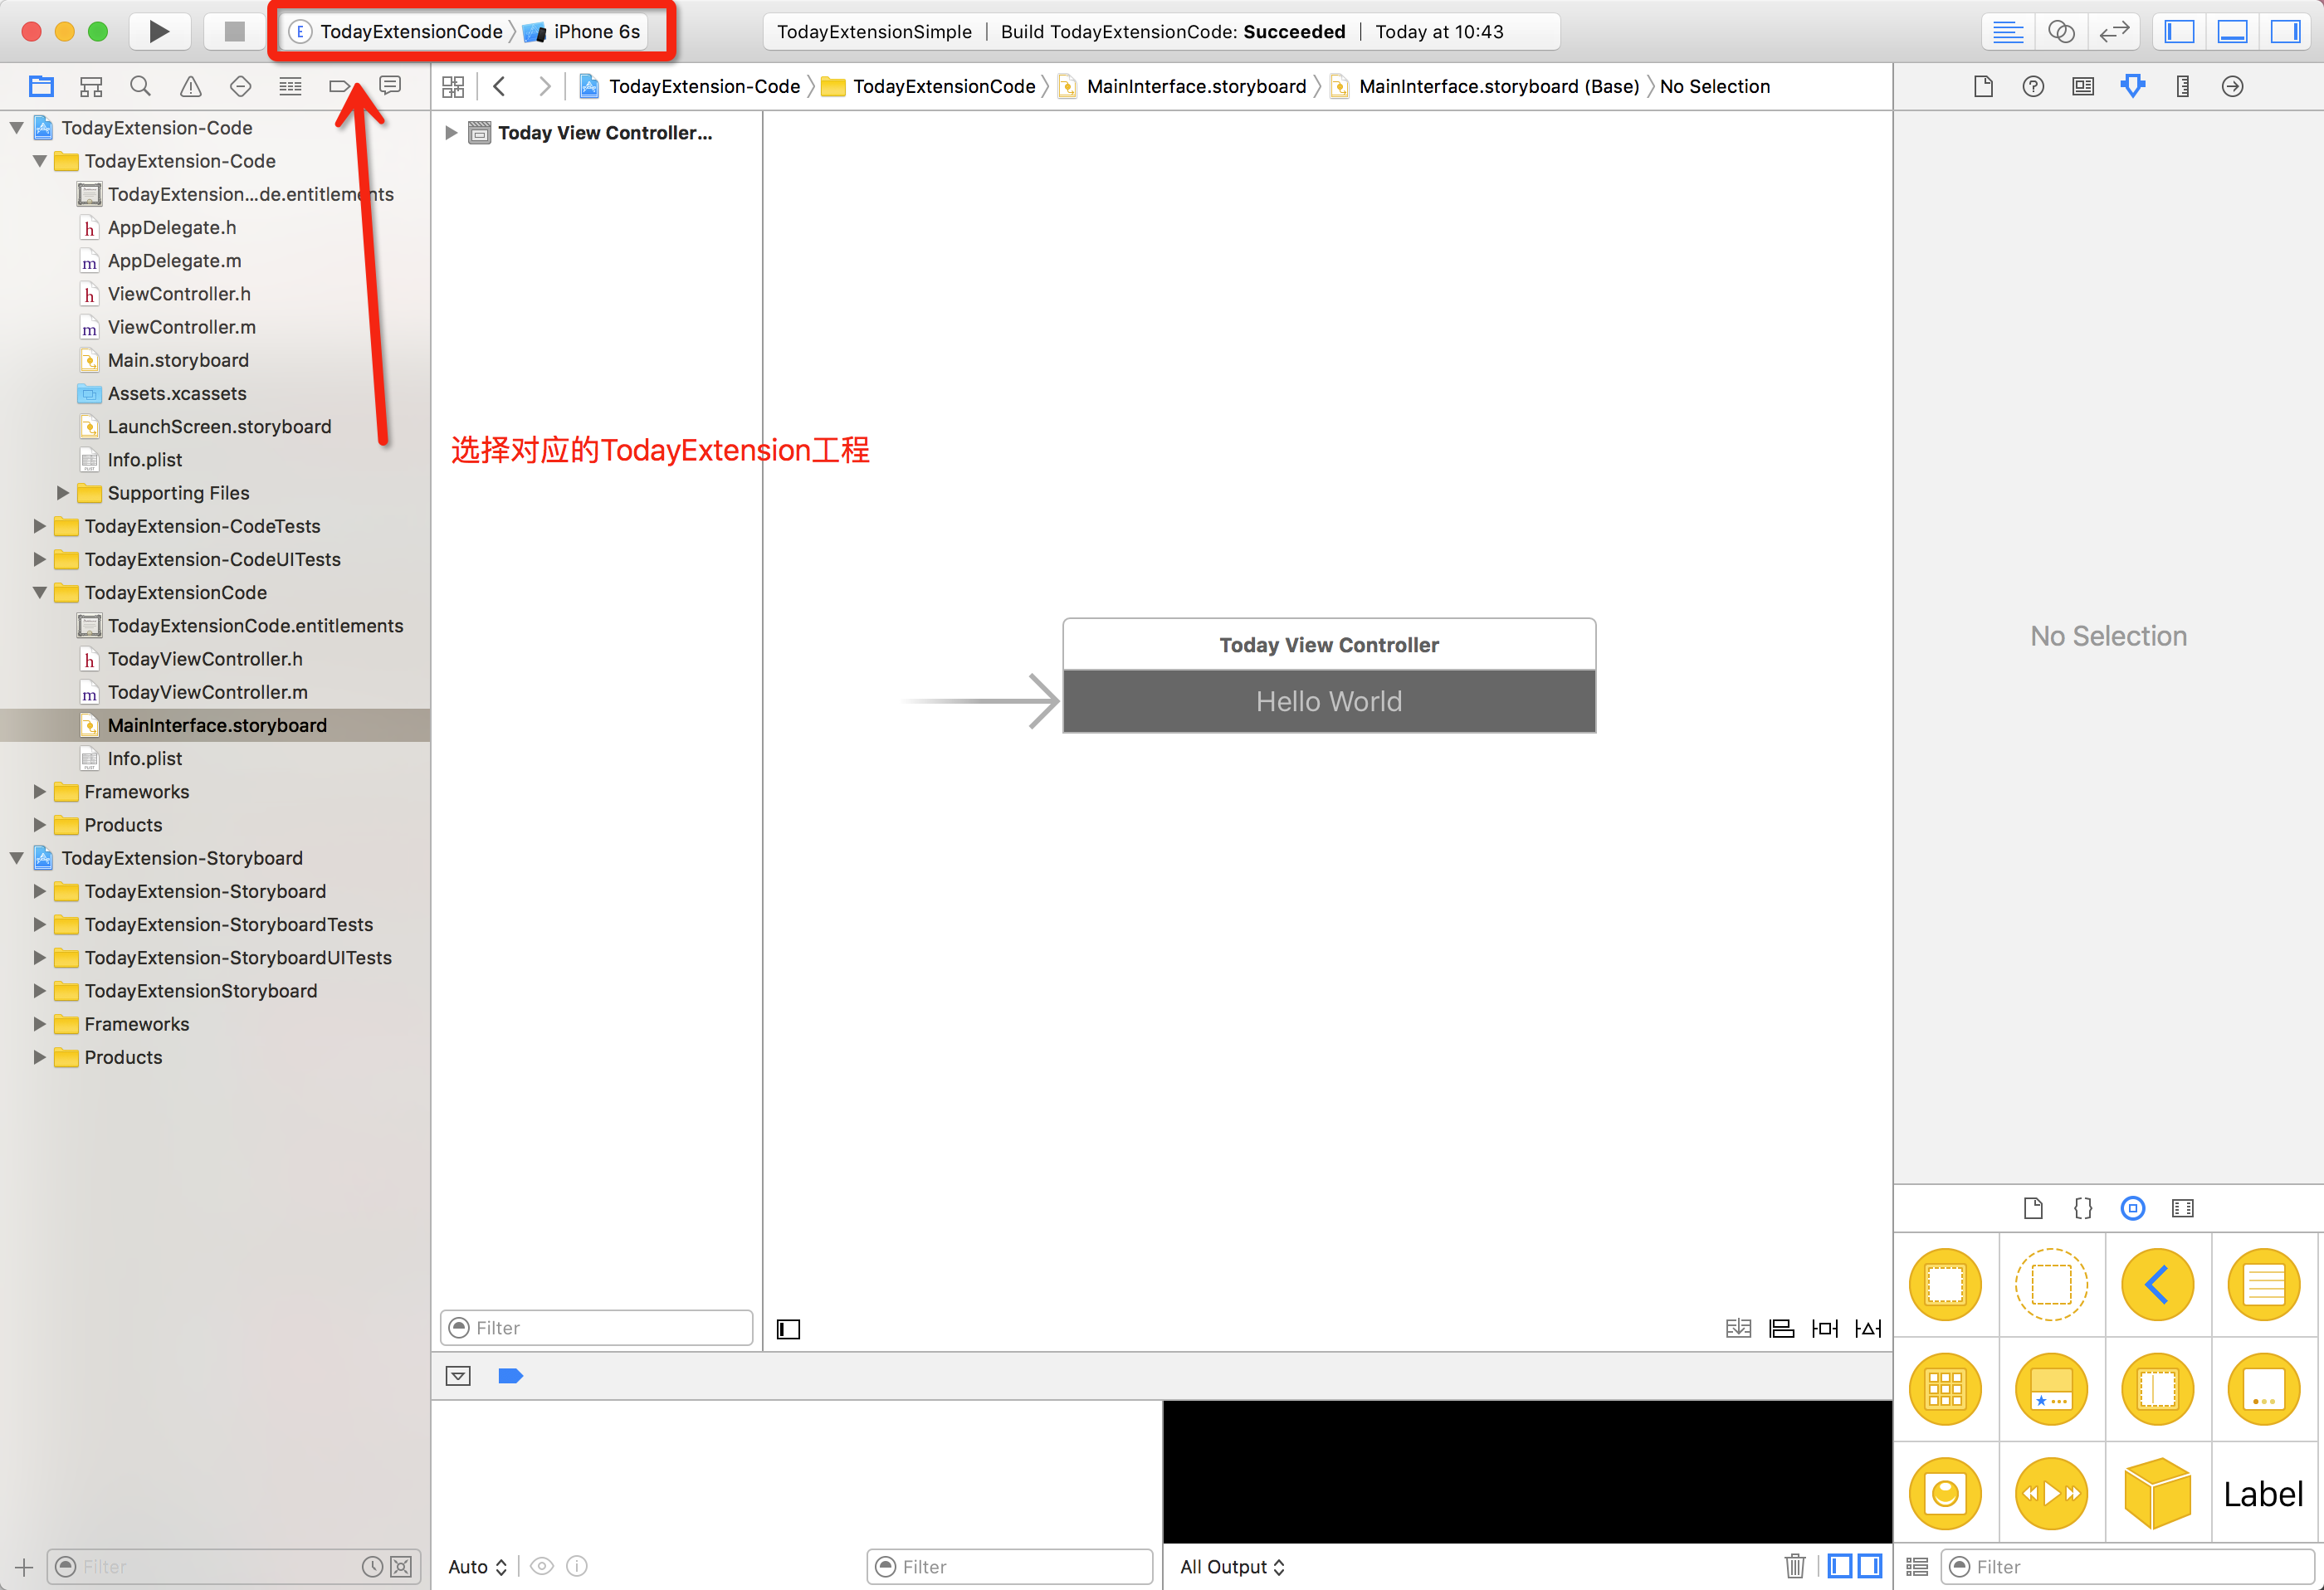 TodayExtensionCode iPhone 6s
TodayExtensionSimple | Build TodayExtensionCode: Succeeded | Today at 10:43
TodayExtension-Code TodayExtensionCode MainInterface.storyboard MainInterface.storyboard (Base) No Selection
TodayExtension-Code
TodayExtension-Code
TodayExtension...de.entitlements
AppDelegate.h
AppDelegate.m
ViewController.h
ViewController.m
Main.storyboard
Assets.xcassets
LaunchScreen.storyboard
Info.plist
Supporting Files
TodayExtension-CodeTests
TodayExtension-CodeUITests
TodayExtensionCode
TodayExtensionCode.entitlements
TodayViewController.h
TodayViewController.m
MainInterface.storyboard
Info.plist
Frameworks
Products
TodayExtension-Storyboard
TodayExtension-Storyboard
TodayExtension-StoryboardTests
TodayExtension-StoryboardUITests
TodayExtensionStoryboard
Frameworks
Products
Filter
Today View Controller...
选择对应的TodayExtension工程
Today View Controller
Hello World
Filter
Auto
Filter
All Output
No Selection
Label
Filter